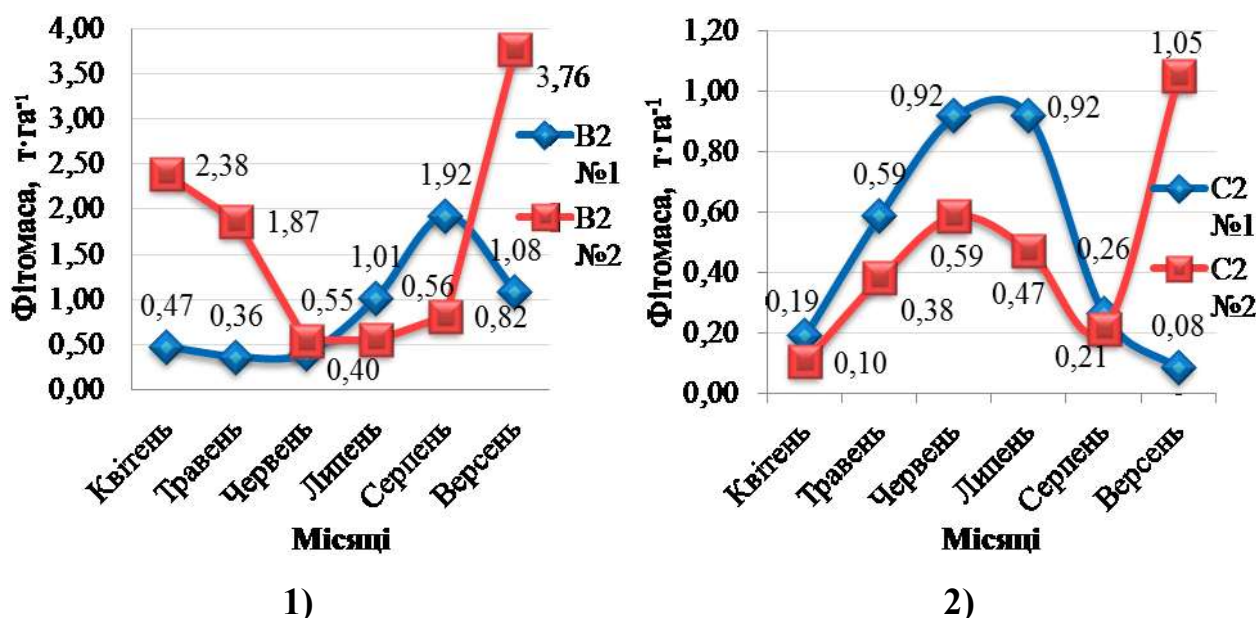 4,00
3,50
3,00
2,50
2,00
1,50
1,00
0,50
0,00
Фітомаса, т·га⁻¹
2,38
1,87
0,47
0,36
0,55
0,40
1,01
0,56
1,92
0,82
1,08
3,76
В2
№1
В2
№2
Квітень
Травень
Червень
Липень
Серпень
Версень
Місяці
1)
1,20
1,00
0,80
0,60
0,40
0,20
0,00
Фітомаса, т·га⁻¹
0,19
0,10
0,59
0,38
0,92
0,59
0,92
0,47
0,26
0,21
0,08
1,05
-
С2
№1
С2
№2
Квітень
Травень
Червень
Липень
Серпень
Версень
Місяці
2)